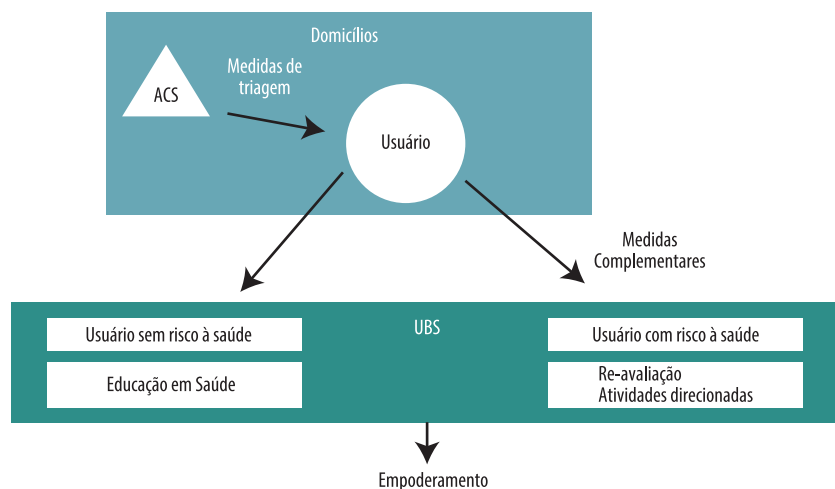 Domicílios
Medidas de
triagem
ACS
Usuário
Medidas
Complementares
UBS
Usuário sem risco à saúde
Usuário com risco à saúde
Educação em Saúde
Re-avaliação
Atividades direcionadas
Empoderamento